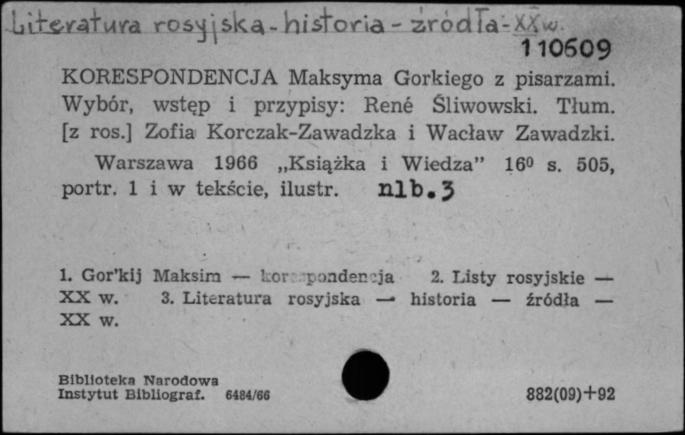 Literatura rosyjska - historia - źródła - XX w.
110609
KORESPONDENCJA Maksyma Gorkiego z pisarzami.
Wybór, wstęp i przypisy: René Śliwowski. Tłum.
[z ros.] Zofia Korczak-Zawadzka i Wacław Zawadzki.
Warszawa 1966 „Książka i Wiedza” 16⁰ s. 505,
portr. 1 i w tekście, ilustr. nlb. 3
1. Gor'kij Maksim — korespondencja 2. Listy rosyjskie —
XX w. 3. Literatura rosyjska — historia — źródła —
XX w.
Biblioteka Narodowa
Instytut Bibliograf. 6484/66
882(09)+92